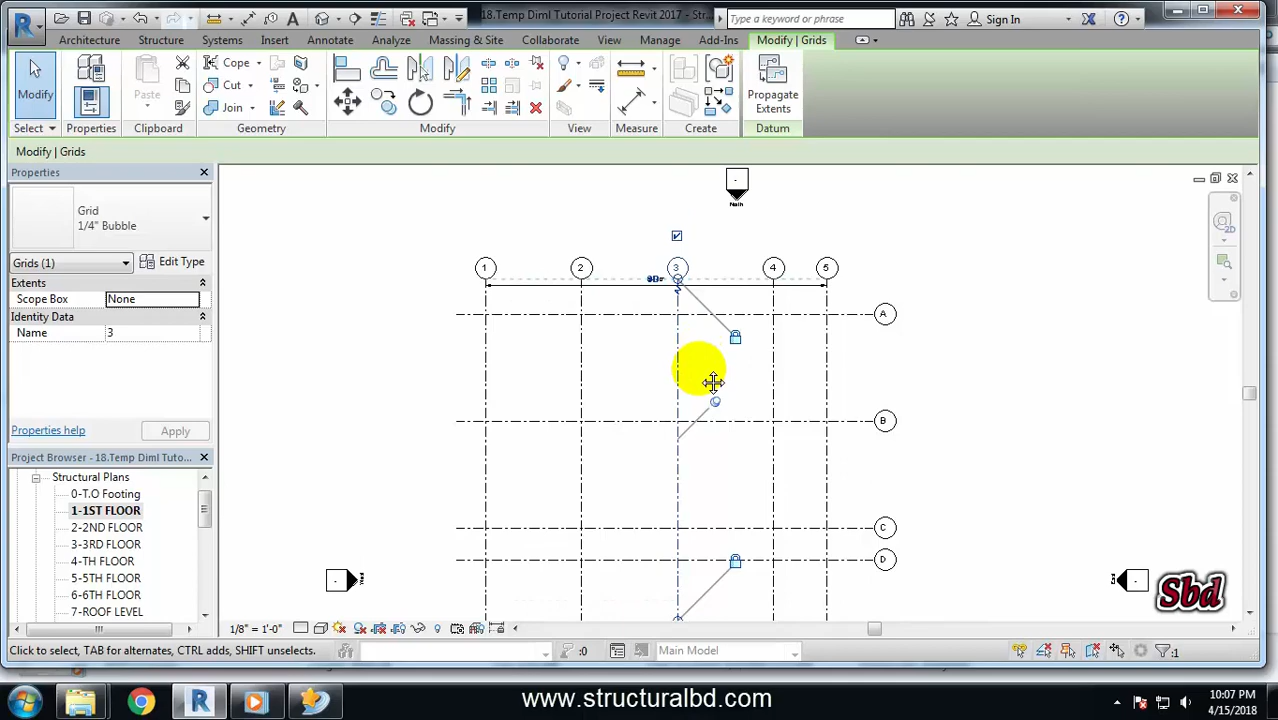 18.Temp Diml Tutorial Project Revit 2017 - Str...
Type a keyword or phrase
Sign In
Architecture
Structure
Systems
Insert
Annotate
Analyze
Massing & Site
Collaborate
View
Manage
Add-Ins
Modify | Grids
Modify
Paste
Cope
Cut
Join
Propagate
Extents
Select
Properties
Clipboard
Geometry
Modify
View
Measure
Create
Datum
Modify | Grids
Properties
Grid
1/4" Bubble
Grids (1)
Edit Type
Extents
Scope Box
None
Identity Data
Name
3
Properties help
Apply
Project Browser - 18.Temp Diml Tuto...
Structural Plans
0-T.O Footing
1-1ST FLOOR
2-2ND FLOOR
3-3RD FLOOR
4-TH FLOOR
5-5TH FLOOR
6-6TH FLOOR
7-ROOF LEVEL
North
1
2
3
4
5
A
B
C
D
2D
1/8" = 1'-0"
Click to select, TAB for alternates, CTRL adds, SHIFT unselects.
:0
Main Model
:1
Sbd
www.structuralbd.com
10:07 PM
4/15/2018